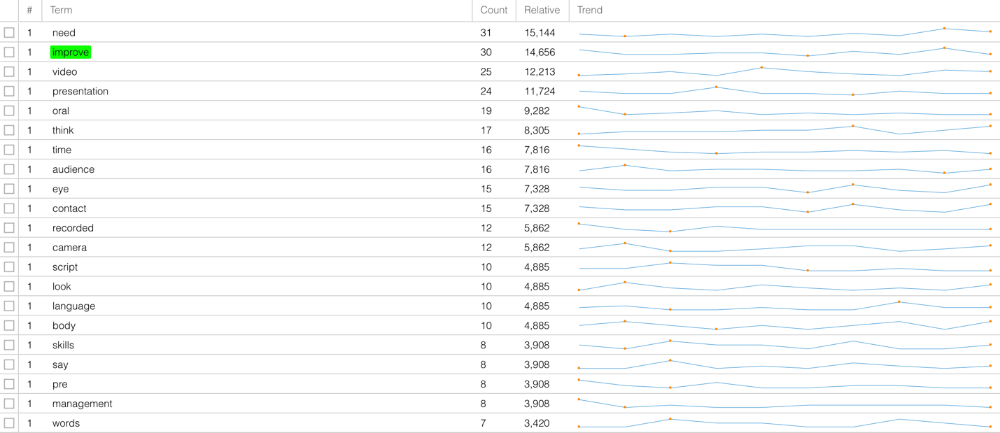 # Term Count Relative Trend
1 need 31 15,144
1 improve 30 14,656
1 video 25 12,213
1 presentation 24 11,724
1 oral 19 9,282
1 think 17 8,305
1 time 16 7,816
1 audience 16 7,816
1 eye 15 7,328
1 contact 15 7,328
1 recorded 12 5,862
1 camera 12 5,862
1 script 10 4,885
1 look 10 4,885
1 language 10 4,885
1 body 10 4,885
1 skills 8 3,908
1 say 8 3,908
1 pre 8 3,908
1 management 8 3,908
1 words 7 3,420